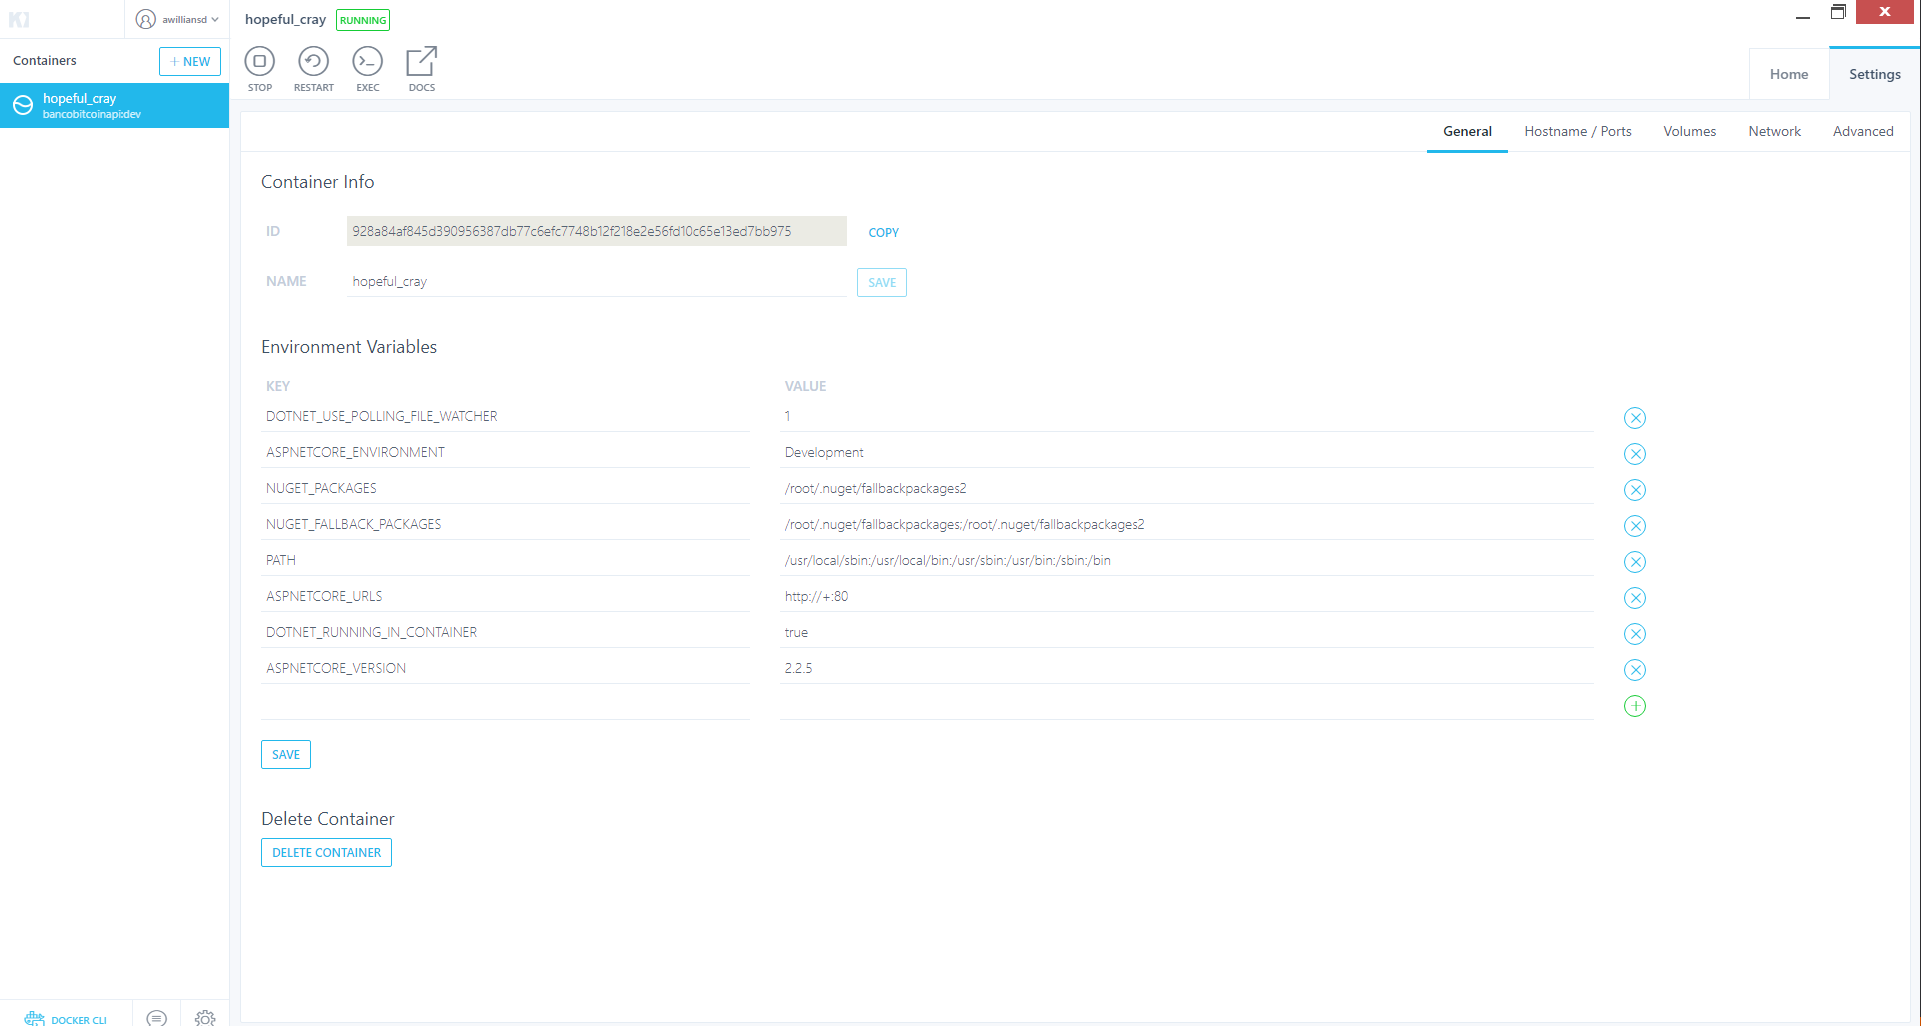 awilliansd
hopeful_cray RUNNING
Containers
+ NEW
hopeful_cray
bancobitcoinapi:dev
STOP RESTART EXEC DOCS
Home Settings
General Hostname / Ports Volumes Network Advanced
Container Info
ID 928a84af845d390956387db77c6efc7748b12f218e2e56fd10c65e13ed7bb975 COPY
NAME hopeful_cray SAVE
Environment Variables
KEY VALUE
DOTNET_USE_POLLING_FILE_WATCHER 1
ASPNETCORE_ENVIRONMENT Development
NUGET_PACKAGES /root/.nuget/fallbackpackages2
NUGET_FALLBACK_PACKAGES /root/.nuget/fallbackpackages;/root/.nuget/fallbackpackages2
PATH /usr/local/sbin:/usr/local/bin:/usr/sbin:/usr/bin:/sbin:/bin
ASPNETCORE_URLS http://+:80
DOTNET_RUNNING_IN_CONTAINER true
ASPNETCORE_VERSION 2.2.5
SAVE
Delete Container
DELETE CONTAINER
DOCKER CLI